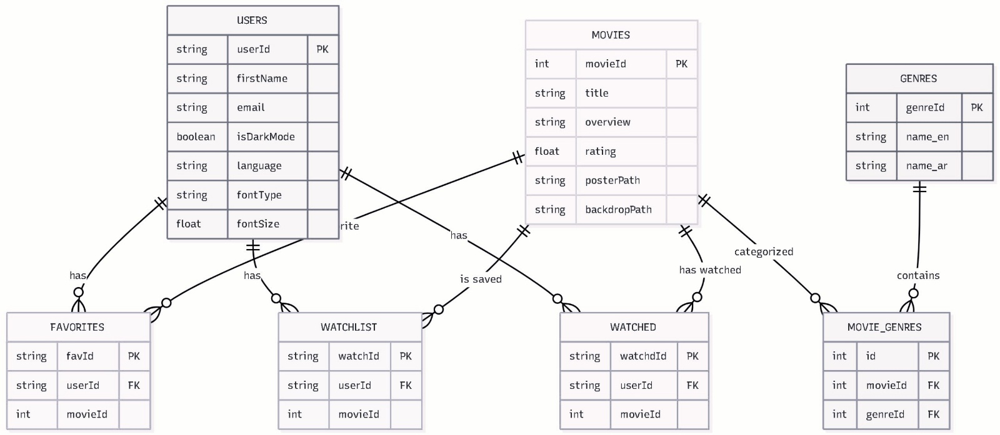 USERS
string userId PK
string firstName
string email
boolean isDarkMode
string language
string fontType
float fontSize
MOVIES
int movieId PK
string title
string overview
float rating
string posterPath
string backdropPath
GENRES
int genreId PK
string name_en
string name_ar
rite
has
categorized
has watched
has
has
is saved
contains
FAVORITES
string favId PK
string userId FK
int movieId
WATCHLIST
string watchId PK
string userId FK
int movieId
WATCHED
string watchdId PK
string userId FK
int movieId
MOVIE_GENRES
int id PK
int movieId FK
int genreId FK